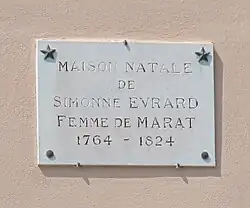 MAISON NATALE
DE
SIMONNE EVRARD
FEMME DE MARAT
1764 - 1824